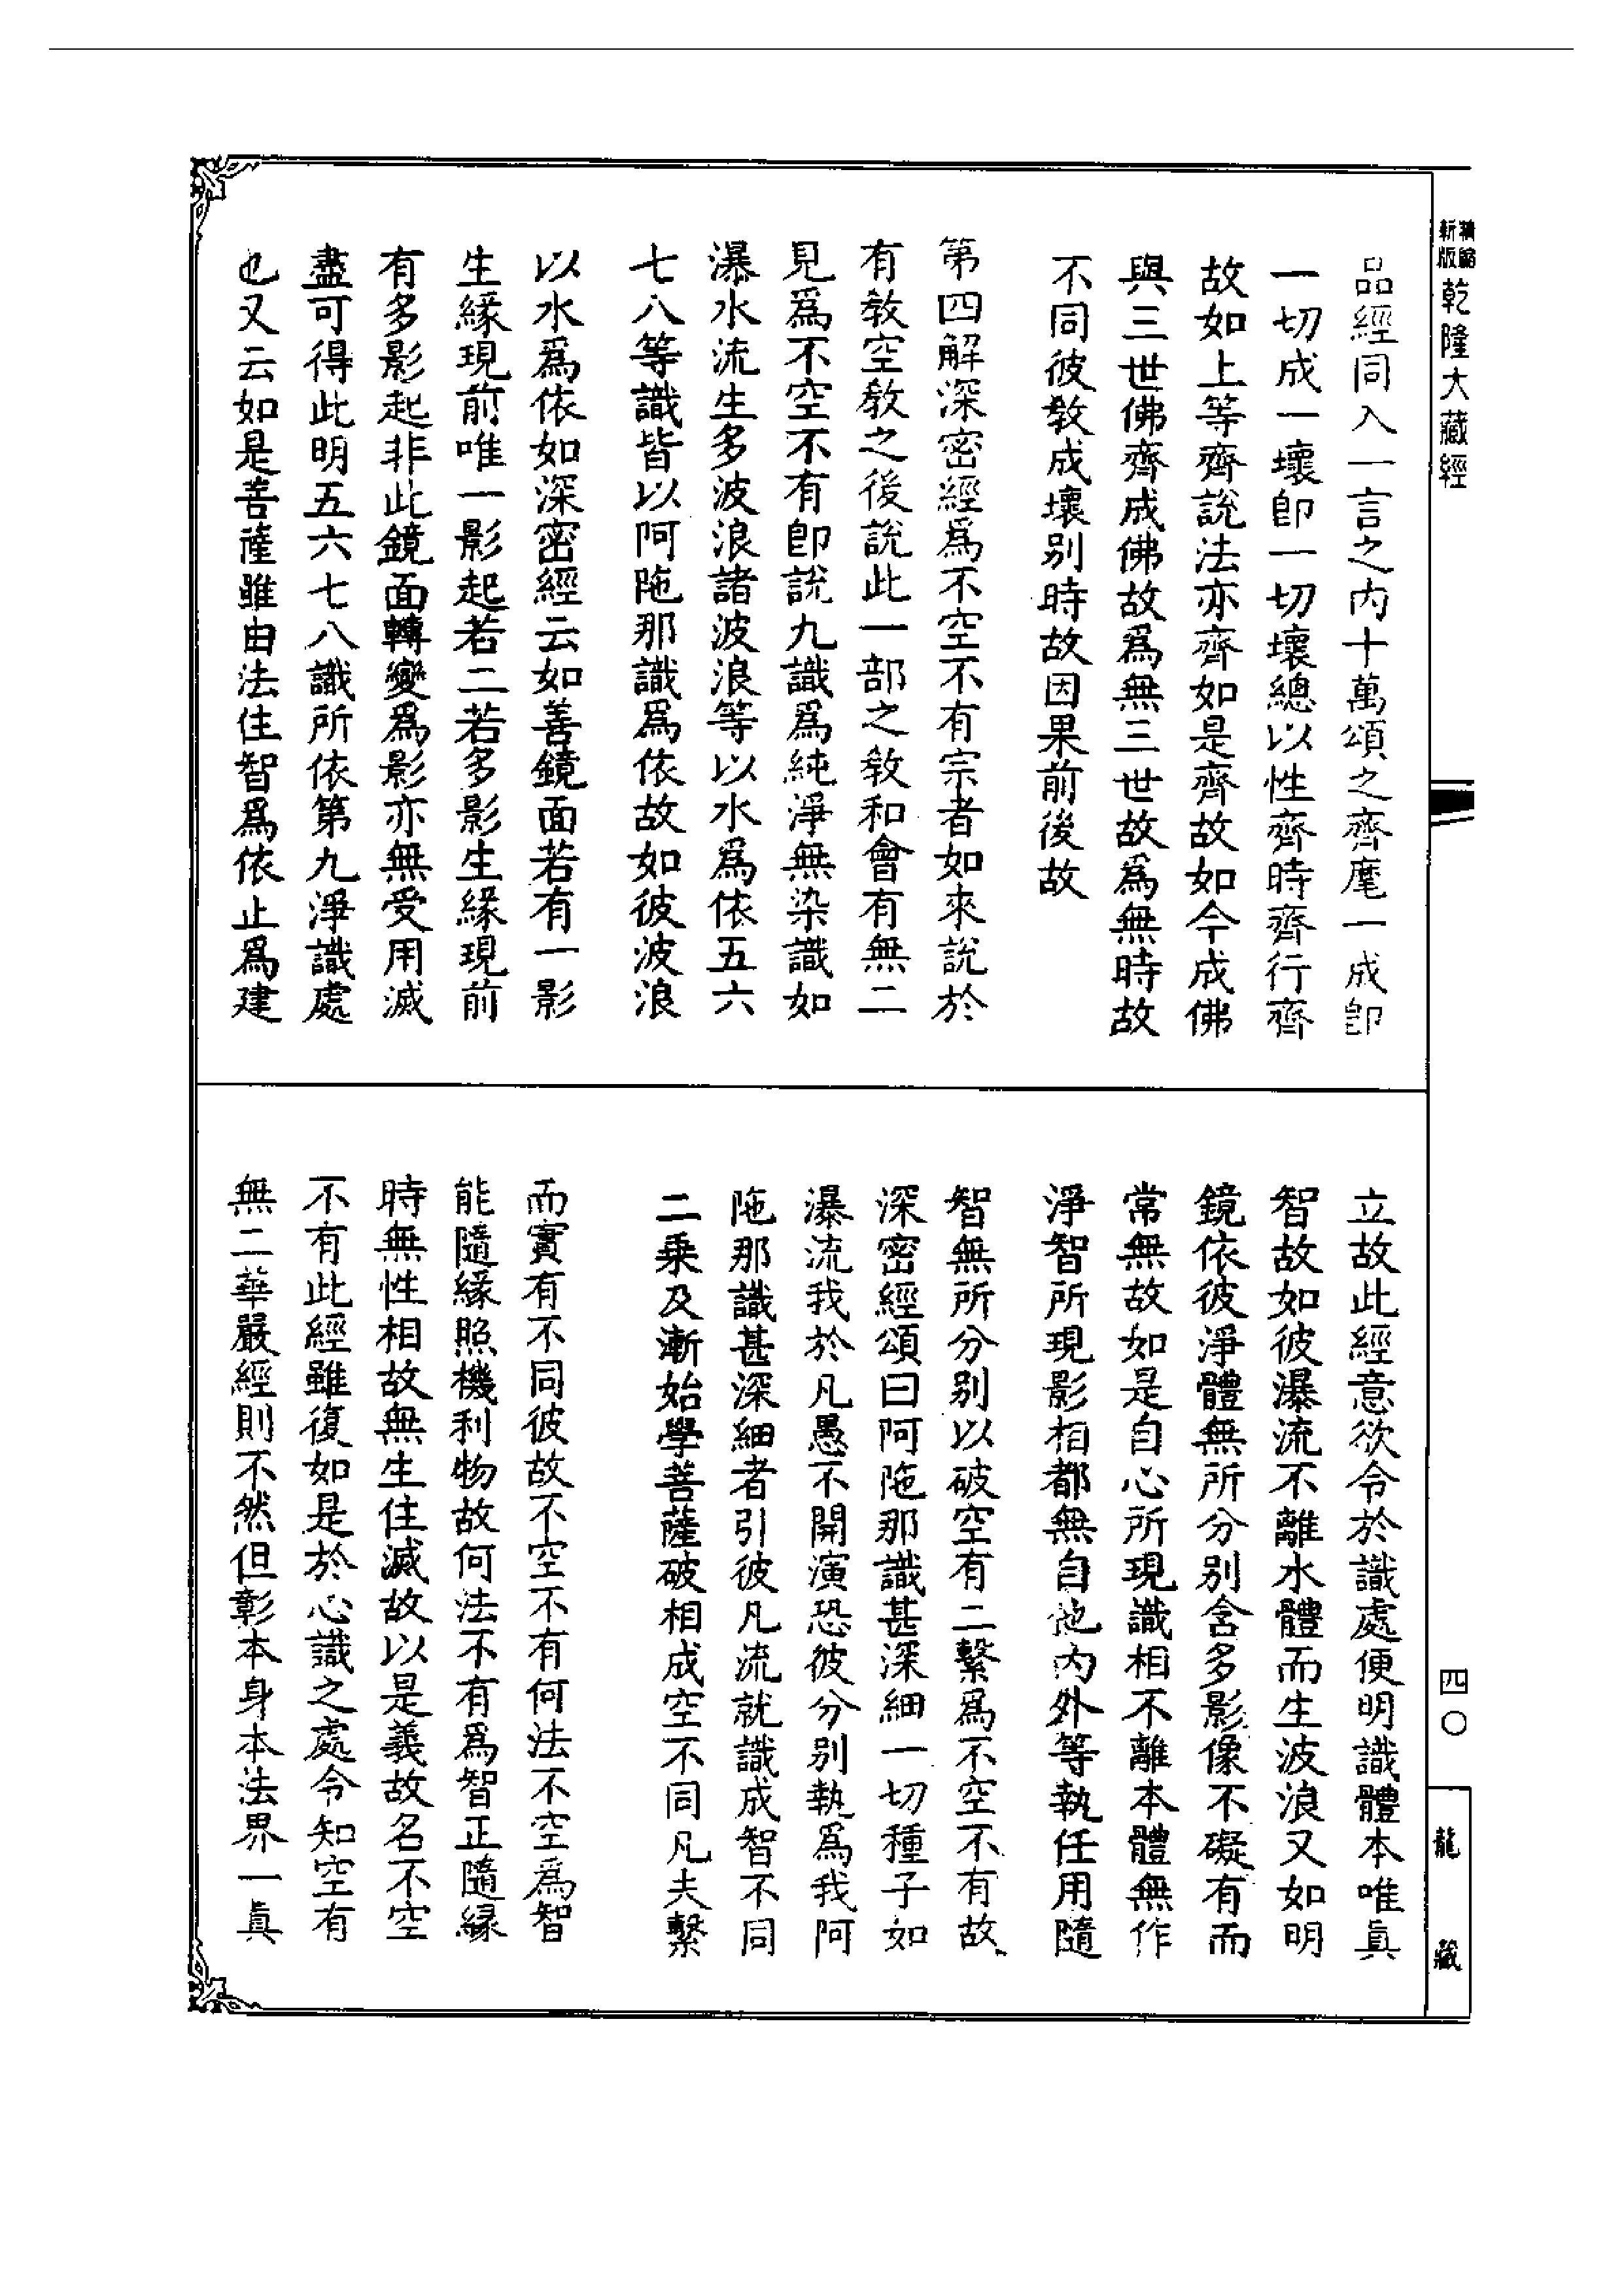 精縮
新版
乾隆大藏經
品經同入一言之内十萬頌之齊麾一成卽
一切成一壞卽一切壞總以性齊時齊行齊
故如上等齊說法亦齊如是齊故如今成佛
與三世佛齊成佛故爲無三世故爲無時故
不同彼教成壞别時故因果前後故
第四解深密經爲不空不有宗者如來說於
有教空教之後說此一部之教和會有無二
見爲不空不有卽說九識爲純淨無染識如
瀑水流生多波浪諸波浪等以水爲依五六
七八等識皆以阿陁那識爲依故如彼波浪
以水爲依如深密經云如善鏡面若有一影
生緣現前唯一影起若二若多影生緣現前
有多影起非此鏡面轉變爲影亦無受用滅
盡可得此明五六七八識所依第九淨識處
也又云如是菩薩雖由法住智爲依止爲建
立故此經意欲令於識處便明識體本唯眞
智故如彼瀑流不離水體而生波浪又如明
鏡依彼淨體無所分别含多影像不礙有而
常無故如是自心所現識相不離本體無作
淨智所現影相都無自他内外等執任用隨
智無所分别以破空有二繫爲不空不有故
深密經頌曰阿陁那識甚深細一切種子如
瀑流我於凡愚不開演恐彼分别執爲我阿
陁那識甚深細者引彼凡流就識成智不同
二乗及漸始學菩薩破相成空不同凡夫繫
而實有不同彼故不空不有何法不空爲智
能隨緣照機利物故何法不有爲智正隨緣
時無性相故無生住滅故以是義故名不空
不有此經雖復如是於心識之處令知空有
無二華嚴經則不然但彰本身本法界一眞
四〇
龍藏